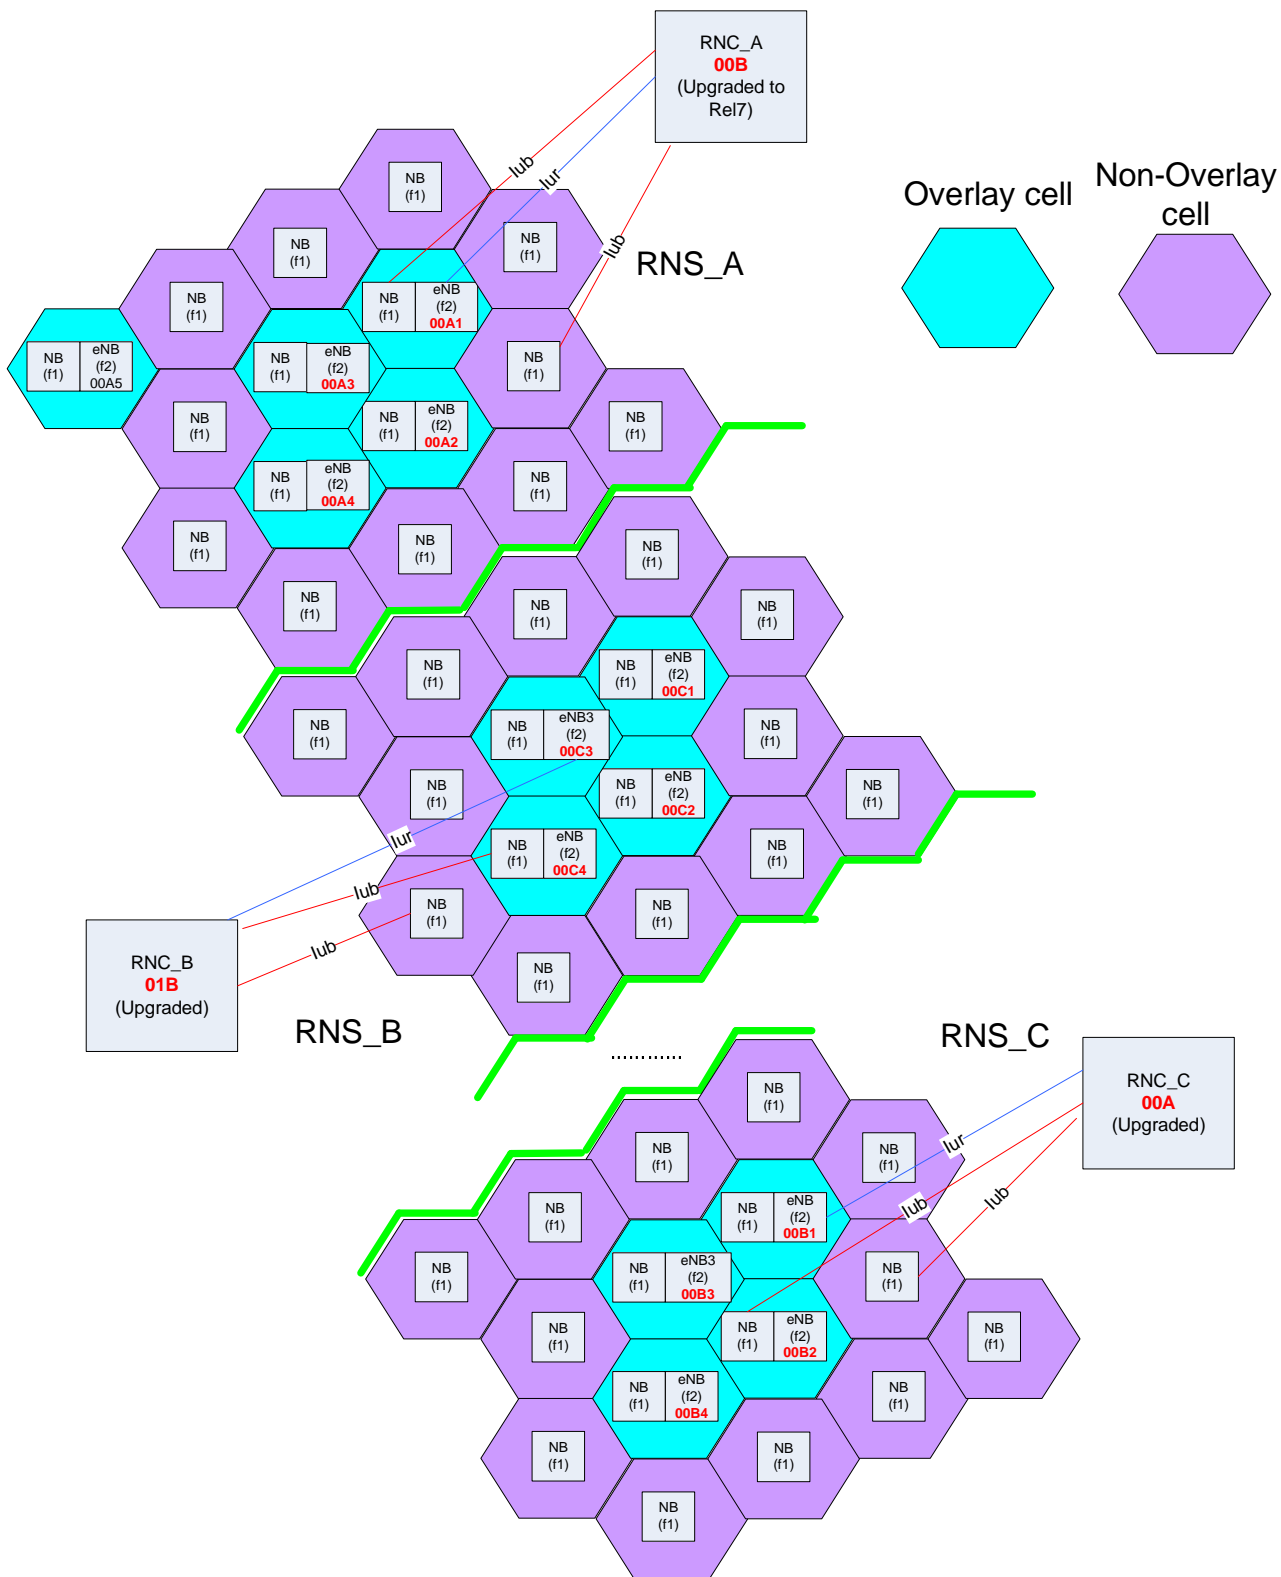 RNC_A
00B
(Upgraded to
Rel7)
Iub
Iur
Iub
Overlay cell
Non-Overlay
cell
RNS_A
NB
(f1)
NB
(f1)
NB
(f1)
NB
(f1)
NB
(f1)
eNB
(f2)
00A1
NB
(f1)
NB
(f1)
eNB
(f2)
00A5
NB
(f1)
eNB
(f2)
00A3
NB
(f1)
NB
(f1)
NB
(f1)
eNB
(f2)
00A2
NB
(f1)
NB
(f1)
eNB
(f2)
00A4
NB
(f1)
NB
(f1)
NB
(f1)
NB
(f1)
NB
(f1)
NB
(f1)
NB
(f1)
NB
(f1)
NB
(f1)
eNB
(f2)
00C1
NB
(f1)
NB
(f1)
eNB3
(f2)
00C3
NB
(f1)
NB
(f1)
NB
(f1)
eNB
(f2)
00C2
NB
(f1)
Iur
NB
(f1)
eNB
(f2)
00C4
NB
(f1)
Iub
NB
(f1)
NB
(f1)
Iub
NB
(f1)
RNC_B
01B
(Upgraded)
RNS_B
............
RNS_C
RNC_C
00A
(Upgraded)
NB
(f1)
NB
(f1)
NB
(f1)
Iur
Iub
Iub
NB
(f1)
NB
(f1)
eNB
(f2)
00B1
NB
(f1)
NB
(f1)
eNB3
(f2)
00B3
NB
(f1)
NB
(f1)
NB
(f1)
eNB
(f2)
00B2
NB
(f1)
NB
(f1)
eNB
(f2)
00B4
NB
(f1)
NB
(f1)
NB
(f1)
NB
(f1)